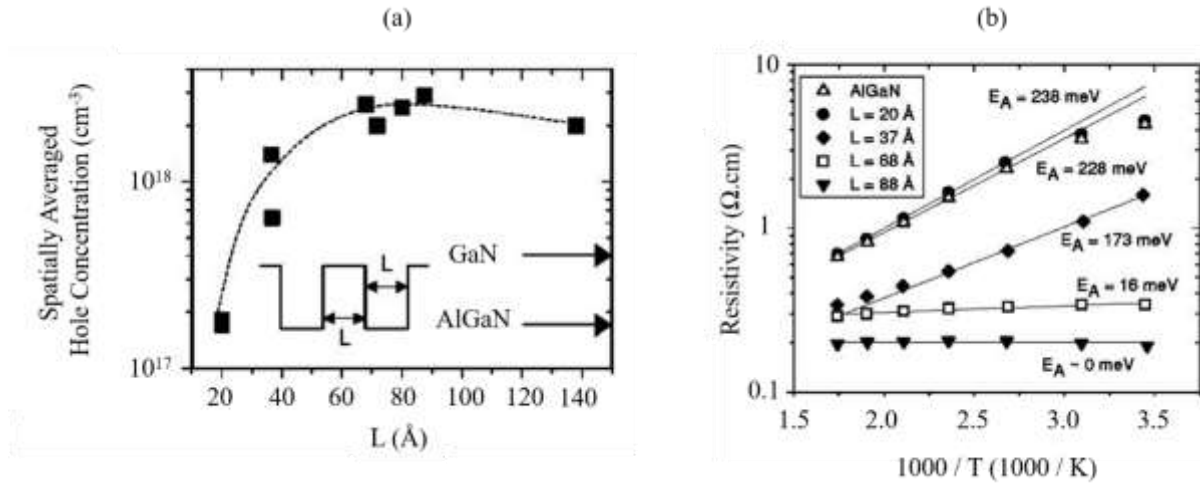 (a)
Spatially Averaged
Hole Concentration (cm⁻³)
10¹⁸
10¹⁷
20 40 60 80 100 120 140
L (Å)
L
L
GaN
AlGaN
(b)
Resistivity (Ω.cm)
10
1
0.1
AlGaN
L = 20 Å
L = 37 Å
L = 68 Å
L = 88 Å
E_A = 238 meV
E_A = 228 meV
E_A = 173 meV
E_A = 16 meV
E_A ~ 0 meV
1.5 2.0 2.5 3.0 3.5
1000 / T (1000 / K)